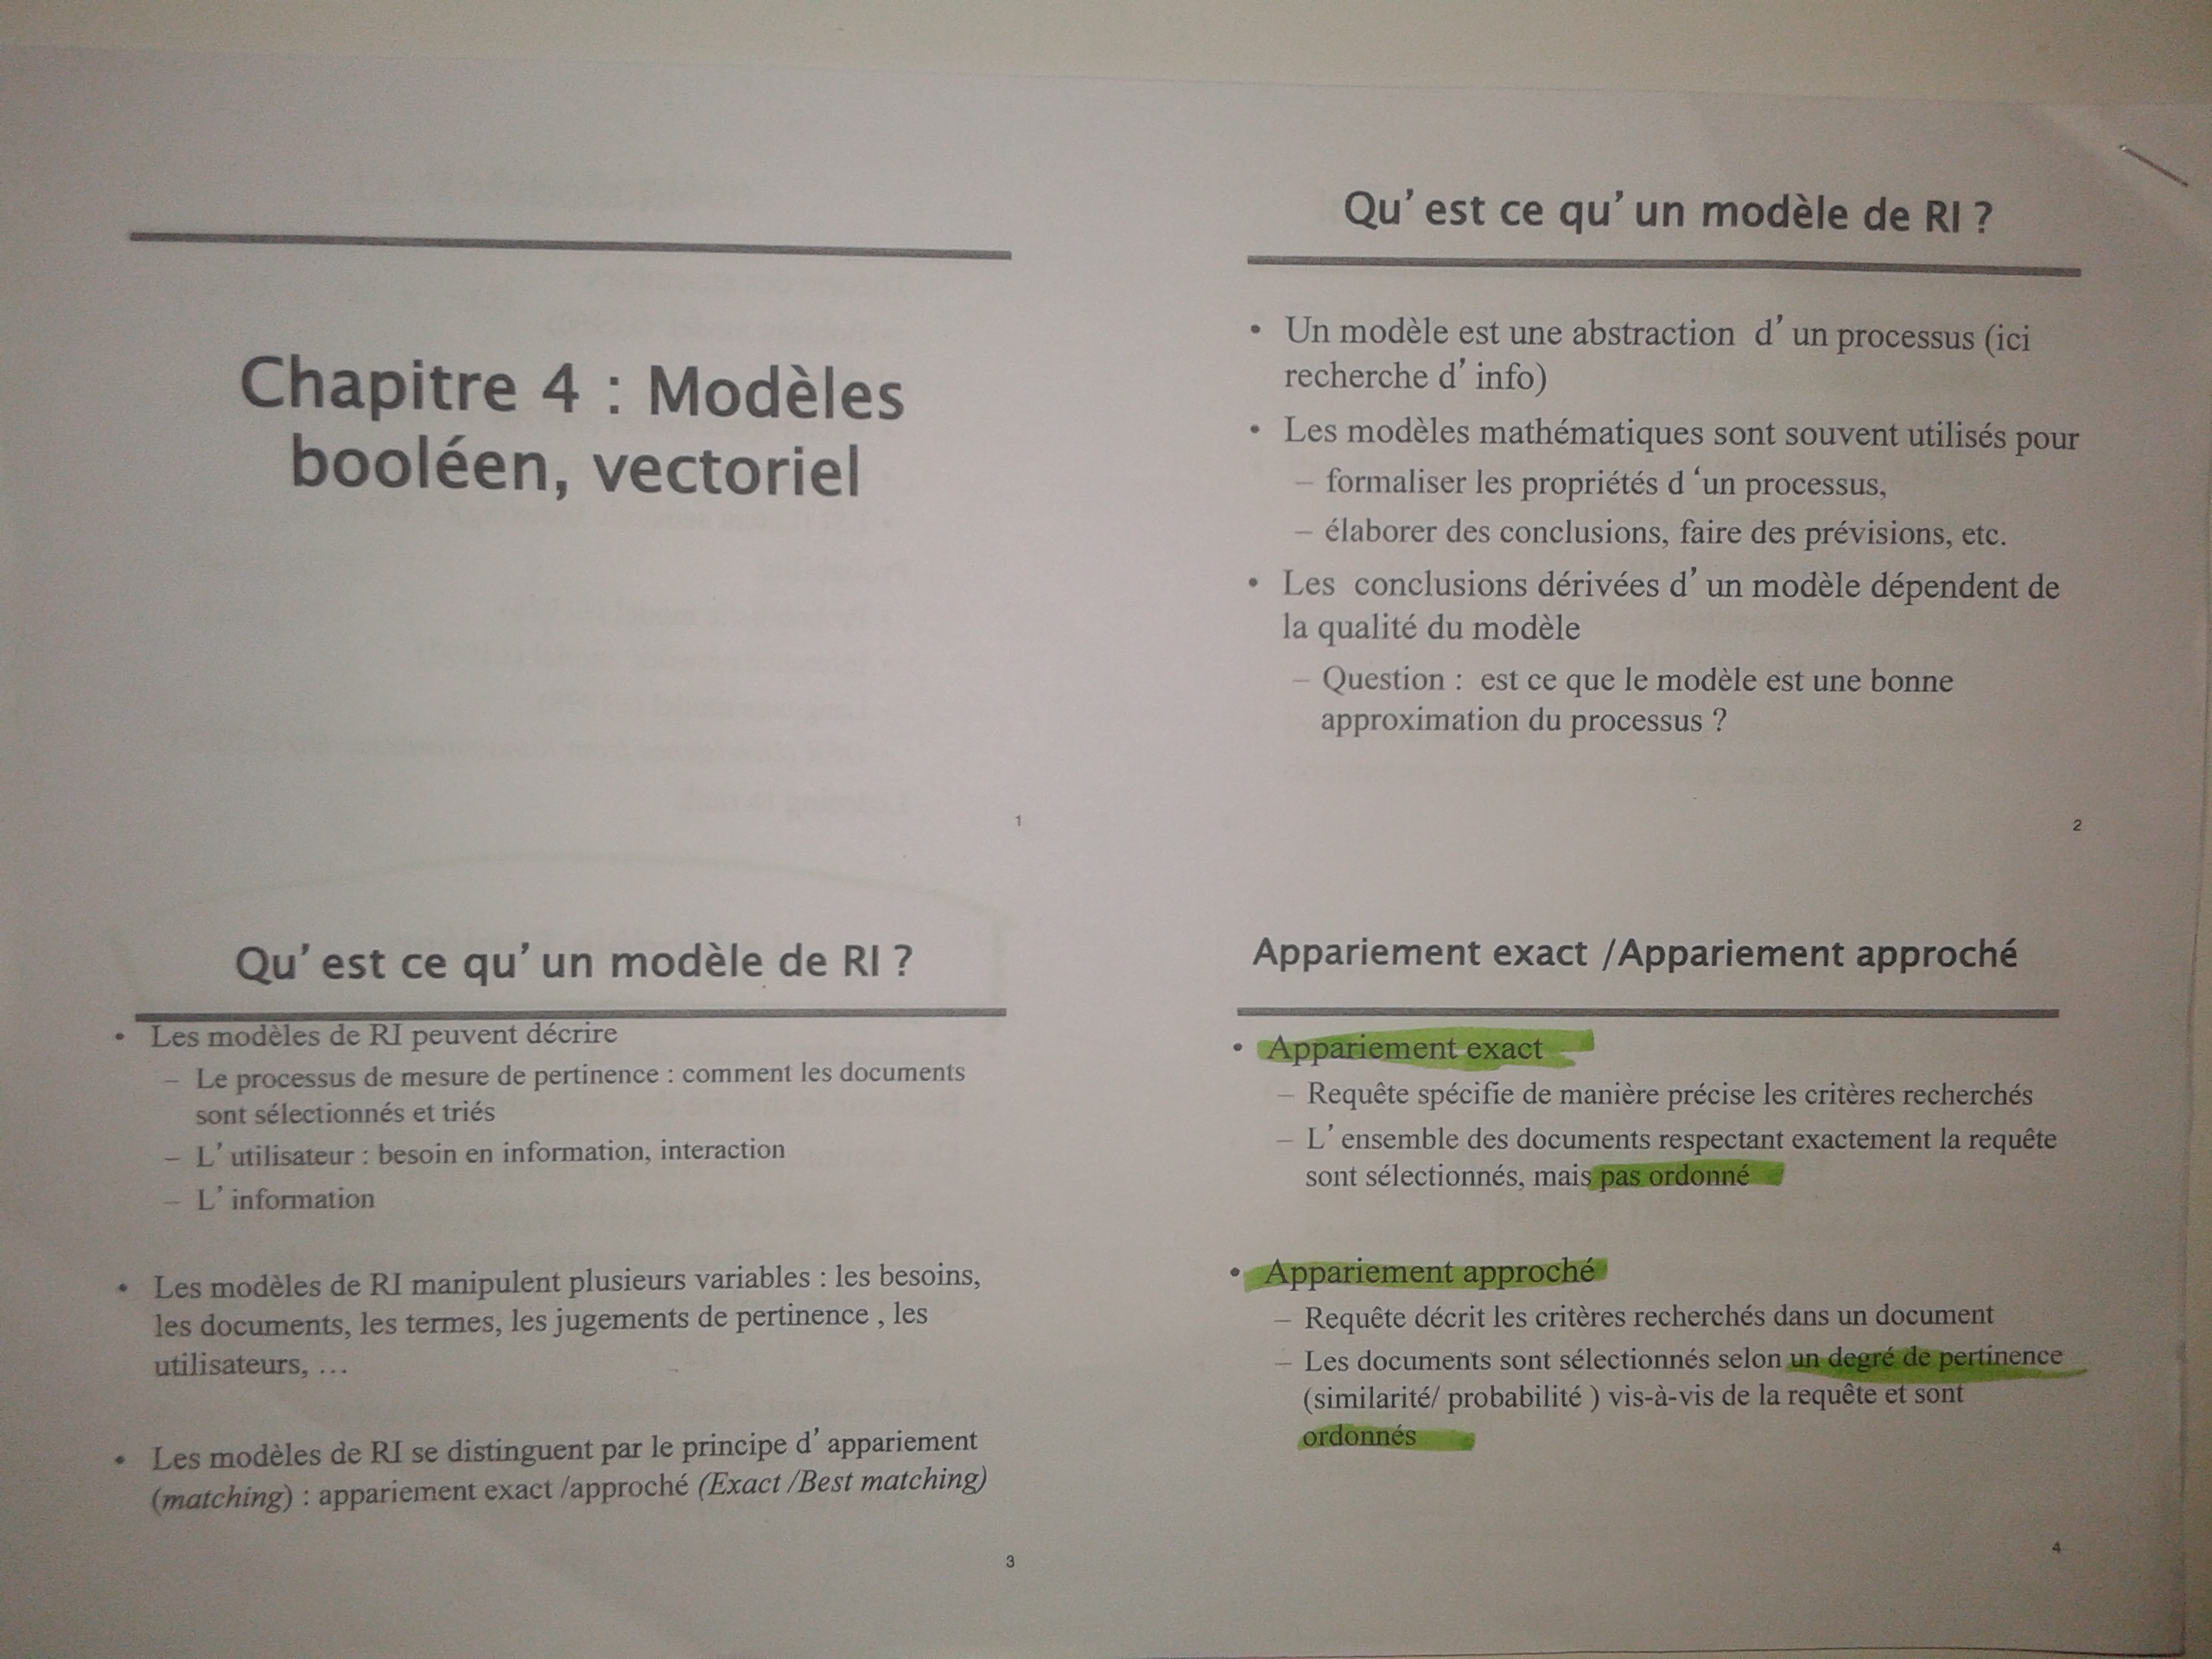 Chapitre 4 : Modèles
booléen, vectoriel
1
Qu’est ce qu’un modèle de RI ?
• Un modèle est une abstraction d’un processus (ici
recherche d’info)
• Les modèles mathématiques sont souvent utilisés pour
– formaliser les propriétés d ‘un processus,
– élaborer des conclusions, faire des prévisions, etc.
• Les conclusions dérivées d’un modèle dépendent de
la qualité du modèle
– Question : est ce que le modèle est une bonne
approximation du processus ?
2
Qu’est ce qu’un modèle de RI ?
• Les modèles de RI peuvent décrire
– Le processus de mesure de pertinence : comment les documents
sont sélectionnés et triés
– L’utilisateur : besoin en information, interaction
– L’information
• Les modèles de RI manipulent plusieurs variables : les besoins,
les documents, les termes, les jugements de pertinence , les
utilisateurs, …
• Les modèles de RI se distinguent par le principe d’appariement
(matching) : appariement exact /approché (Exact /Best matching)
3
Appariement exact /Appariement approché
• Appariement exact
– Requête spécifie de manière précise les critères recherchés
– L’ensemble des documents respectant exactement la requête
sont sélectionnés, mais pas ordonné
• Appariement approché
– Requête décrit les critères recherchés dans un document
– Les documents sont sélectionnés selon un degré de pertinence
(similarité/ probabilité ) vis-à-vis de la requête et sont
ordonnés
4